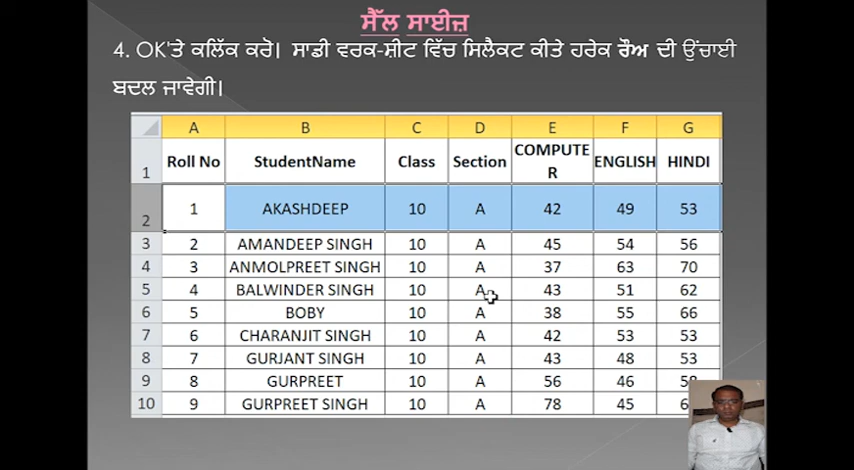 ਸੈੱਲ ਸਾਈਜ਼
4. OK'ਤੇ ਕਲਿੱਕ ਕਰੋ। ਸਾਡੀ ਵਰਕ-ਸ਼ੀਟ ਵਿੱਚ ਸਿਲੈਕਟ ਕੀਤੇ ਹਰੇਕ ਰੌਅ ਦੀ ਉਂਚਾਈ
ਬਦਲ ਜਾਵੇਗੀ।
A B C D E F G
1 Roll No StudentName Class Section COMPUTE
R ENGLISH HINDI
2 1 AKASHDEEP 10 A 42 49 53
3 2 AMANDEEP SINGH 10 A 45 54 56
4 3 ANMOLPREET SINGH 10 A 37 63 70
5 4 BALWINDER SINGH 10 A 43 51 62
6 5 BOBY 10 A 38 55 66
7 6 CHARANJIT SINGH 10 A 42 53 53
8 7 GURJANT SINGH 10 A 43 48 53
9 8 GURPREET 10 A 56 46
10 9 GURPREET SINGH 10 A 78 45